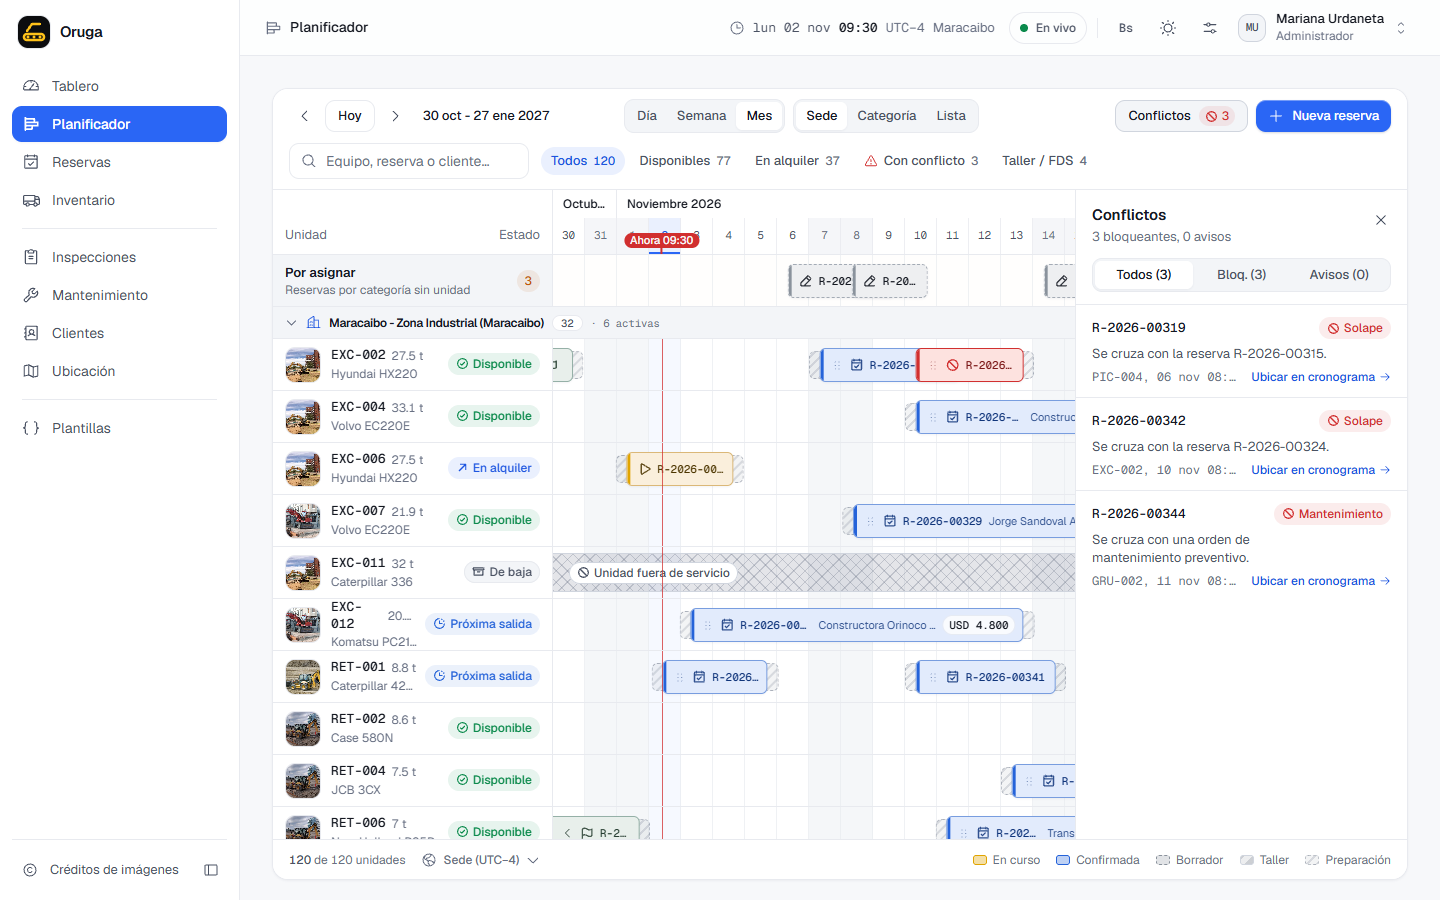 Oruga
Tablero
Planificador
Reservas
Inventario
Inspecciones
Mantenimiento
Clientes
Ubicación
Plantillas
Créditos de imágenes
Planificador
lun 02 nov 09:30 UTC−4 Maracaibo
En vivo
Bs
MU
Mariana Urdaneta
Administrador
Hoy
30 oct - 27 ene 2027
Día Semana Mes
Sede Categoría Lista
Conflictos 3
Nueva reserva
Equipo, reserva o cliente…
Todos 120
Disponibles 77
En alquiler 37
Con conflicto 3
Taller / FDS 4
Octub… Noviembre 2026
Unidad Estado
30 31 4 5 6 7 8 9 10 11 12 13 14
Ahora 09:30
Por asignar
Reservas por categoría sin unidad
3
R-202 R-20…
Maracaibo - Zona Industrial (Maracaibo) 32 · 6 activas
EXC-002 27.5 t
Hyundai HX220
Disponible
R-2026- R-2026…
EXC-004 33.1 t
Volvo EC220E
Disponible
R-2026-… Construc
EXC-006 27.5 t
Hyundai HX220
En alquiler
R-2026-00…
EXC-007 21.9 t
Volvo EC220E
Disponible
R-2026-00329 Jorge Sandoval A
EXC-011 32 t
Caterpillar 336
De baja
Unidad fuera de servicio
EXC-012 20.…
Komatsu PC21…
Próxima salida
R-2026-00… Constructora Orinoco … USD 4.800
RET-001 8.8 t
Caterpillar 42…
Próxima salida
R-2026… R-2026-00341
RET-002 8.6 t
Case 580N
Disponible
RET-004 7.5 t
JCB 3CX
Disponible
R-
RET-006 7 t
Disponible
R-2… R-202… Trans
Conflictos
3 bloqueantes, 0 avisos
Todos (3) Bloq. (3) Avisos (0)
R-2026-00319 Solape
Se cruza con la reserva R-2026-00315.
PIC-004, 06 nov 08:… Ubicar en cronograma →
R-2026-00342 Solape
Se cruza con la reserva R-2026-00324.
EXC-002, 10 nov 08:… Ubicar en cronograma →
R-2026-00344 Mantenimiento
Se cruza con una orden de
mantenimiento preventivo.
GRU-002, 11 nov 08:… Ubicar en cronograma →
120 de 120 unidades
Sede (UTC−4)
En curso Confirmada Borrador Taller Preparación